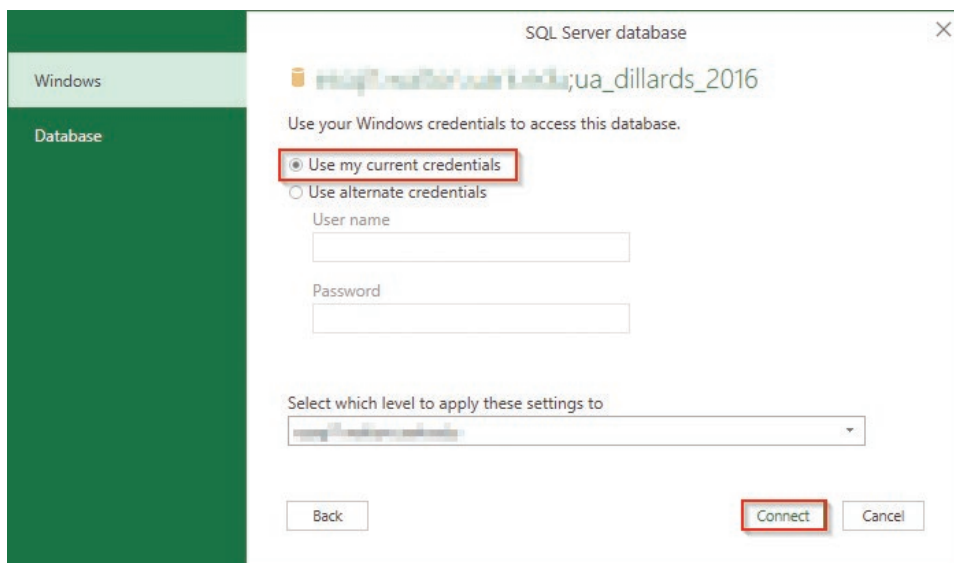 SQL Server database
Windows
;ua_dillards_2016
Use your Windows credentials to access this database.
Database
Use my current credentials
Use alternate credentials
User name
Password
Select which level to apply these settings to
Back
Connect
Cancel